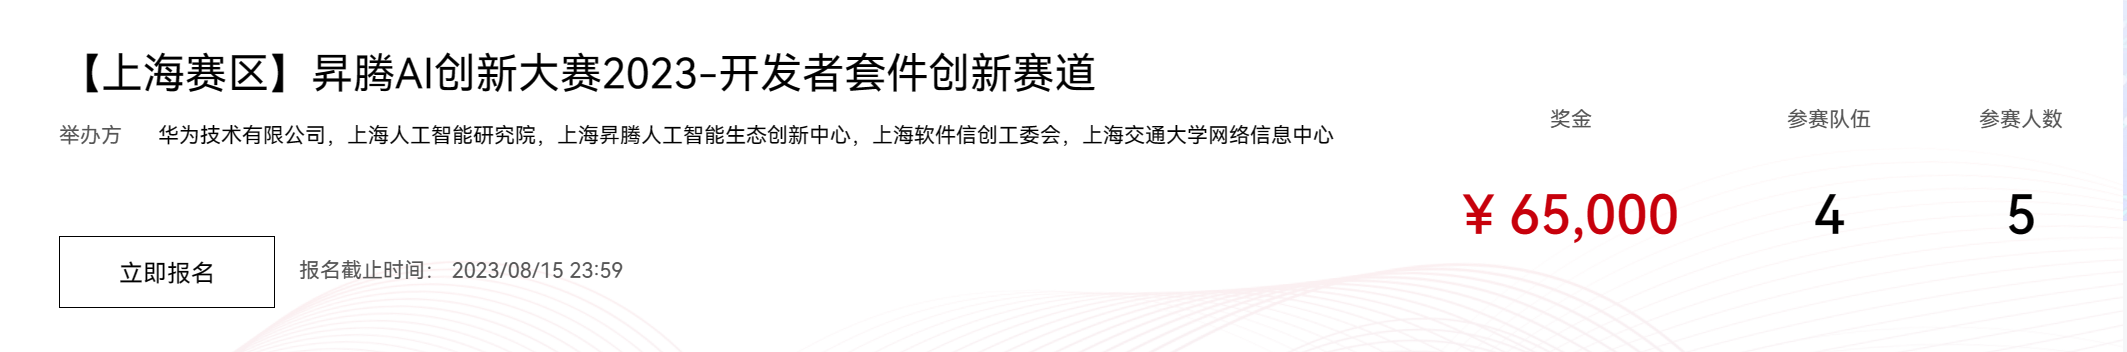 【上海赛区】昇腾AI创新大赛2023-开发者套件创新赛道
举办方 华为技术有限公司，上海人工智能研究院，上海昇腾人工智能生态创新中心，上海软件信创工委会，上海交通大学网络信息中心
奖金 参赛队伍 参赛人数
¥ 65,000 4 5
立即报名 报名截止时间： 2023/08/15 23:59